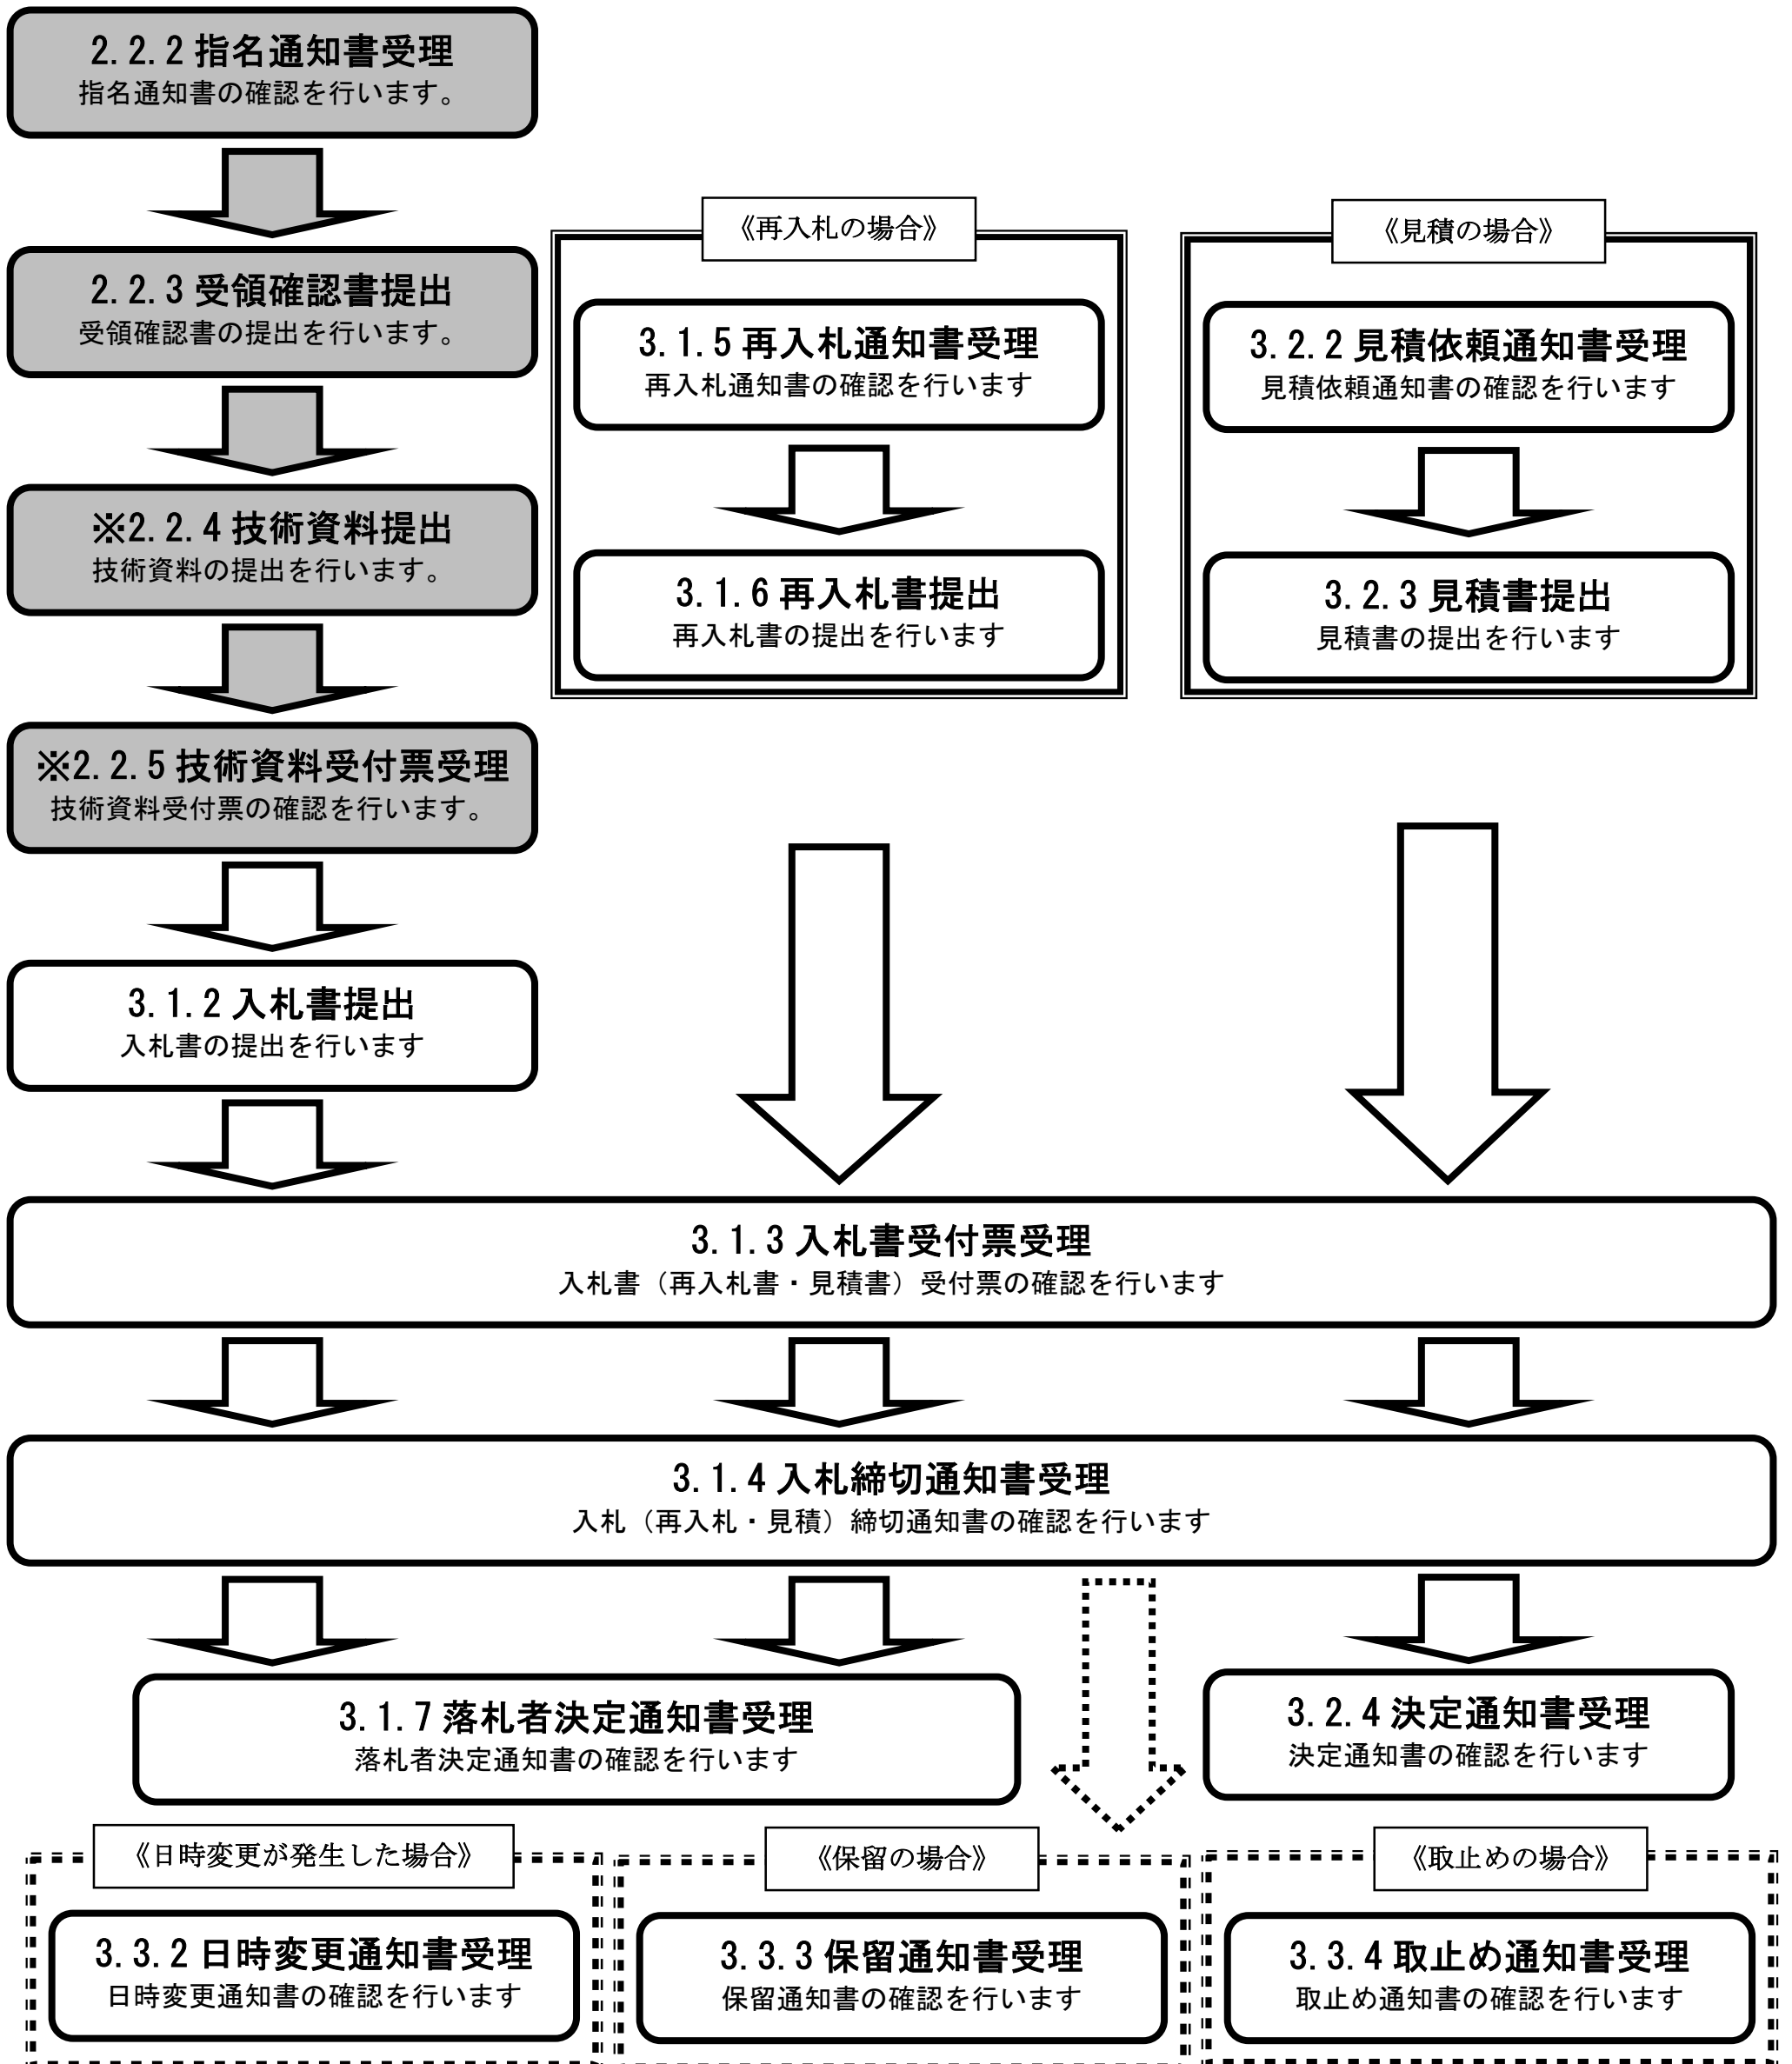 2.2.2 指名通知書受理
指名通知書の確認を行います。
2.2.3 受領確認書提出
受領確認書の提出を行います。
※2.2.4 技術資料提出
技術資料の提出を行います。
※2.2.5 技術資料受付票受理
技術資料受付票の確認を行います。
3.1.2 入札書提出
入札書の提出を行います
《再入札の場合》
3.1.5 再入札通知書受理
再入札通知書の確認を行います
3.1.6 再入札書提出
再入札書の提出を行います
《見積の場合》
3.2.2 見積依頼通知書受理
見積依頼通知書の確認を行います
3.2.3 見積書提出
見積書の提出を行います
3.1.3 入札書受付票受理
入札書（再入札書・見積書）受付票の確認を行います
3.1.4 入札締切通知書受理
入札（再入札・見積）締切通知書の確認を行います
3.1.7 落札者決定通知書受理
落札者決定通知書の確認を行います
3.2.4 決定通知書受理
決定通知書の確認を行います
《日時変更が発生した場合》
3.3.2 日時変更通知書受理
日時変更通知書の確認を行います
《保留の場合》
3.3.3 保留通知書受理
保留通知書の確認を行います
《取止めの場合》
3.3.4 取止め通知書受理
取止め通知書の確認を行います